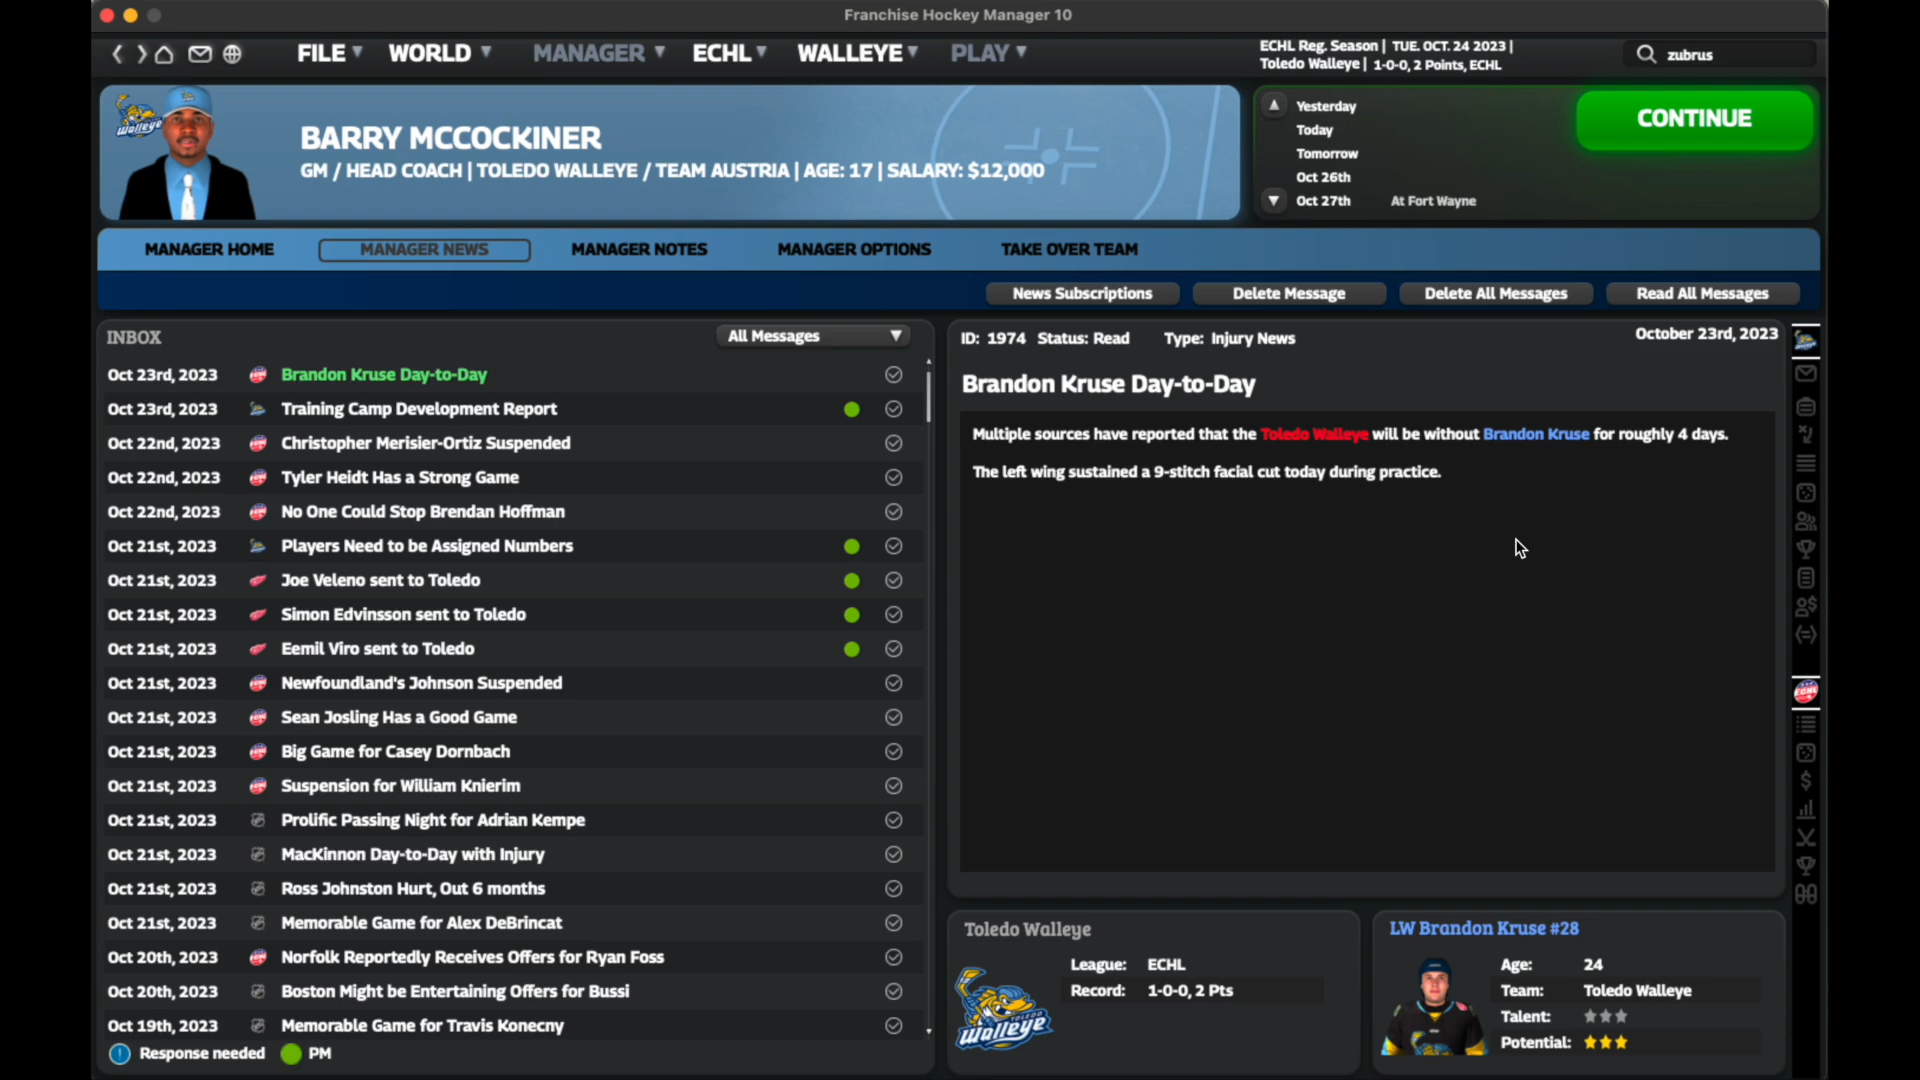 Franchise Hockey Manager 10
FILE WORLD MANAGER ECHL WALLEYE PLAY
ECHL Reg. Season | TUE. OCT. 24 2023 |
Toledo Walleye | 1-0-0, 2 Points, ECHL
zubrus
Walleye
BARRY MCCOCKINER
GM / HEAD COACH | TOLEDO WALLEYE / TEAM AUSTRIA | AGE: 17 | SALARY: $12,000
Yesterday
Today
Tomorrow
Oct 26th
Oct 27th At Fort Wayne
CONTINUE
MANAGER HOME MANAGER NEWS MANAGER NOTES MANAGER OPTIONS TAKE OVER TEAM
News Subscriptions Delete Message Delete All Messages Read All Messages
INBOX All Messages
Oct 23rd, 2023 Brandon Kruse Day-to-Day
Oct 23rd, 2023 Training Camp Development Report
Oct 22nd, 2023 Christopher Merisier-Ortiz Suspended
Oct 22nd, 2023 Tyler Heidt Has a Strong Game
Oct 22nd, 2023 No One Could Stop Brendan Hoffman
Oct 21st, 2023 Players Need to be Assigned Numbers
Oct 21st, 2023 Joe Veleno sent to Toledo
Oct 21st, 2023 Simon Edvinsson sent to Toledo
Oct 21st, 2023 Eemil Viro sent to Toledo
Oct 21st, 2023 Newfoundland's Johnson Suspended
Oct 21st, 2023 Sean Josling Has a Good Game
Oct 21st, 2023 Big Game for Casey Dornbach
Oct 21st, 2023 Suspension for William Knierim
Oct 21st, 2023 Prolific Passing Night for Adrian Kempe
Oct 21st, 2023 MacKinnon Day-to-Day with Injury
Oct 21st, 2023 Ross Johnston Hurt, Out 6 months
Oct 21st, 2023 Memorable Game for Alex DeBrincat
Oct 20th, 2023 Norfolk Reportedly Receives Offers for Ryan Foss
Oct 20th, 2023 Boston Might be Entertaining Offers for Bussi
Oct 19th, 2023 Memorable Game for Travis Konecny
Response needed PM
ID: 1974 Status: Read Type: Injury News October 23rd, 2023
Brandon Kruse Day-to-Day
Multiple sources have reported that the Toledo Walleye will be without Brandon Kruse for roughly 4 days.
The left wing sustained a 9-stitch facial cut today during practice.
Toledo Walleye
League: ECHL
Record: 1-0-0, 2 Pts
TOLEDO
Walleye
LW Brandon Kruse #28
Age: 24
Team: Toledo Walleye
Talent:
Potential:
ECHL